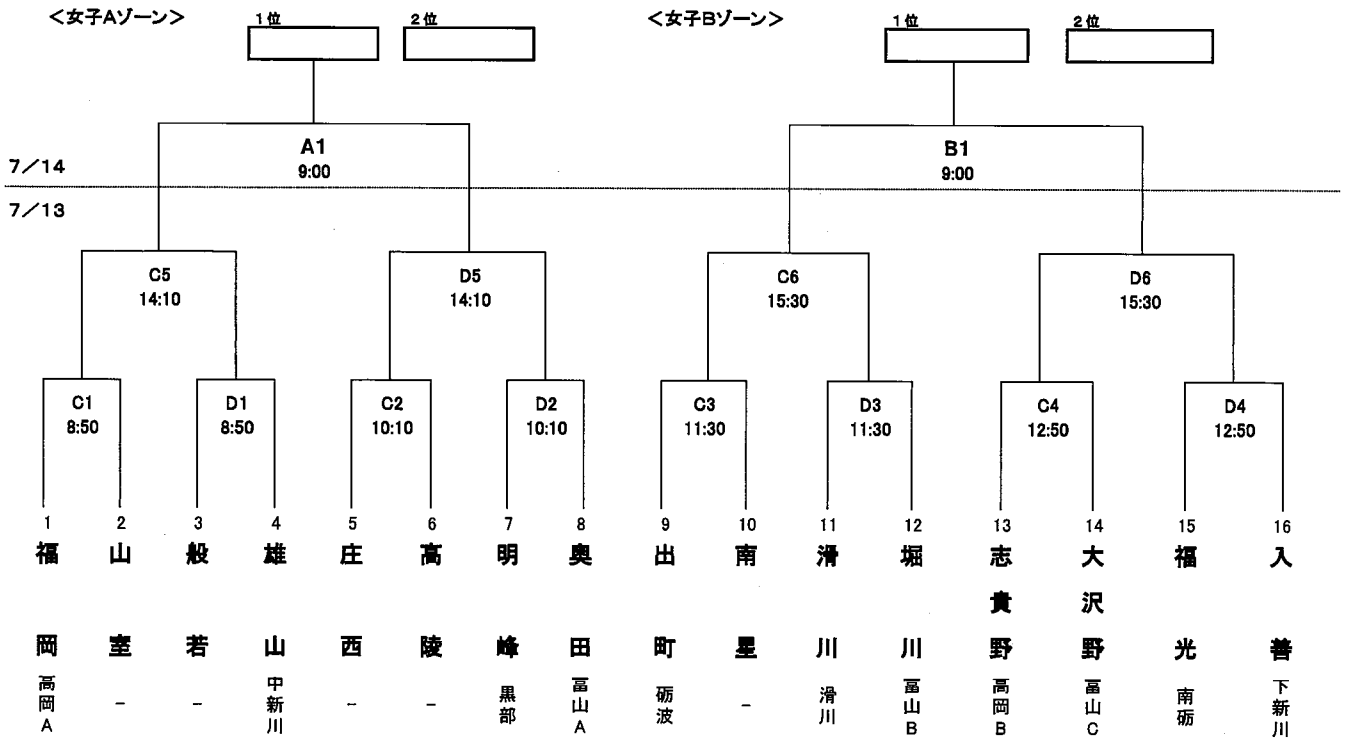 <女子Aゾーン>
1位
2位
<女子Bゾーン>
1位
2位
A1
9:00
B1
9:00
7/14
7/13
C5
14:10
D5
14:10
C6
15:30
D6
15:30
C1
8:50
D1
8:50
C2
10:10
D2
10:10
C3
11:30
D3
11:30
C4
12:50
D4
12:50
1
福岡
高岡A
2
山室
-
3
般若
-
4
雄山
中新川
5
庄西
-
6
高陵
-
7
明峰
黒部
8
奥田
富山A
9
出町
砺波
10
南星
-
11
滑川
滑川
12
堀川
富山B
13
志貴野
高岡B
14
大沢野
富山C
15
福光
南砺
16
入善
下新川